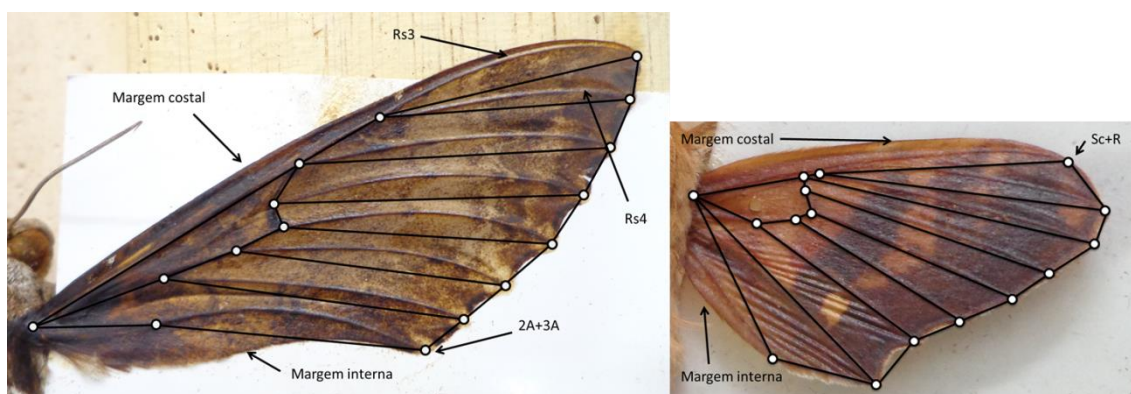 Rs3
Margem costal
Rs4
2A+3A
Margem interna
Margem costal
Sc+R
Margem interna